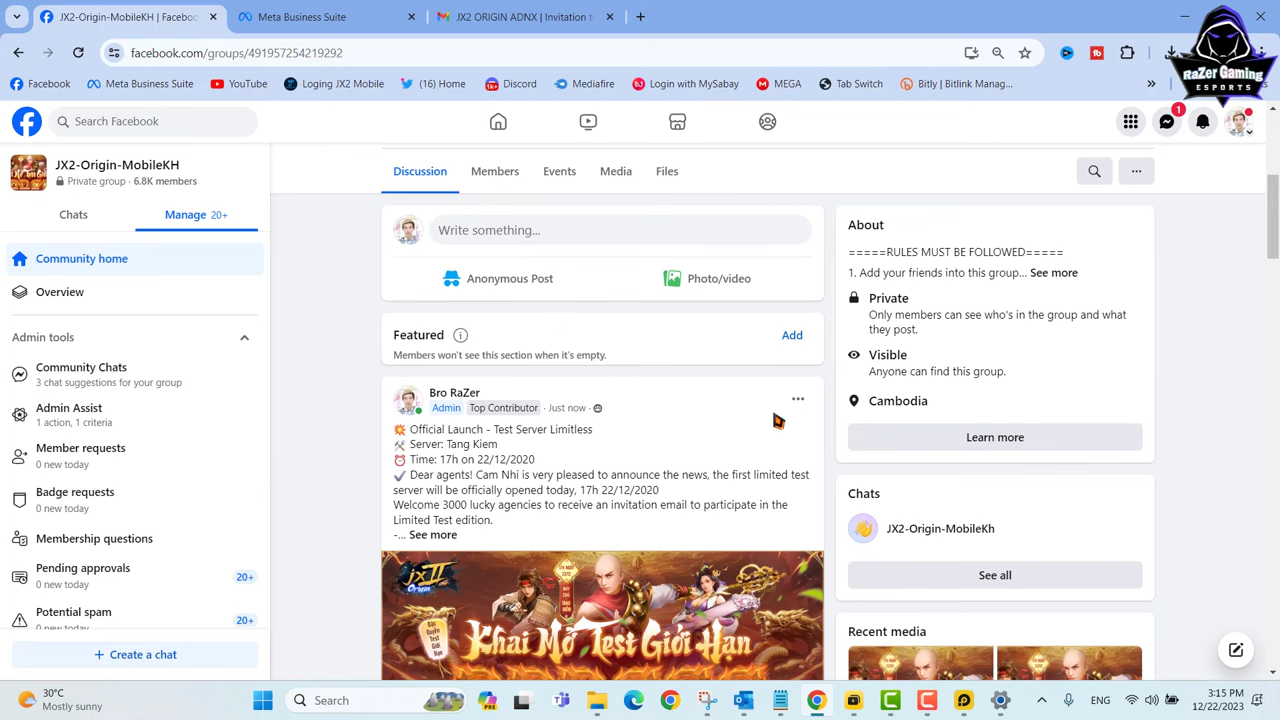 JX2-Origin-MobileKH | Facebook
Meta Business Suite
JX2 ORIGIN ADNX | Invitation t
RaZer Gaming
ESPORTS
facebook.com/groups/491957254219292
Facebook
Meta Business Suite
YouTube
Loging JX2 Mobile
(16) Home
Discord
Mediafire
Login with MySabay
MEGA
Tab Switch
Bitly | Bitlink Manag...
Search Facebook
1
JX2-Origin-MobileKH
Private group · 6.8K members
Chats
Manage 20+
Community home
Overview
Admin tools
Community Chats
3 chat suggestions for your group
Admin Assist
1 action, 1 criteria
Member requests
0 new today
Badge requests
0 new today
Membership questions
Pending approvals
0 new today
20+
Potential spam
0 new today
20+
+ Create a chat
Discussion
Members
Events
Media
Files
Write something...
Anonymous Post
Photo/video
Featured
Add
Members won't see this section when it's empty.
Bro RaZer
Admin Top Contributor · Just now ·
💥 Official Launch - Test Server Limitless
🛠 Server: Tang Kiem
⏰ Time: 17h on 22/12/2020
✔ Dear agents! Cam Nhi is very pleased to announce the news, the first limited test
server will be officially opened today, 17h 22/12/2020
Welcome 3000 lucky agencies to receive an invitation email to participate in the
Limited Test edition.
-... See more
JXII
Origin
Khai Mở Test Giới Hạn
About
=====RULES MUST BE FOLLOWED=====
1. Add your friends into this group... See more
Private
Only members can see who's in the group and what
they post.
Visible
Anyone can find this group.
Cambodia
Learn more
Chats
JX2-Origin-MobileKh
See all
Recent media
30°C
Mostly sunny
Search
ENG
3:15 PM
12/22/2023